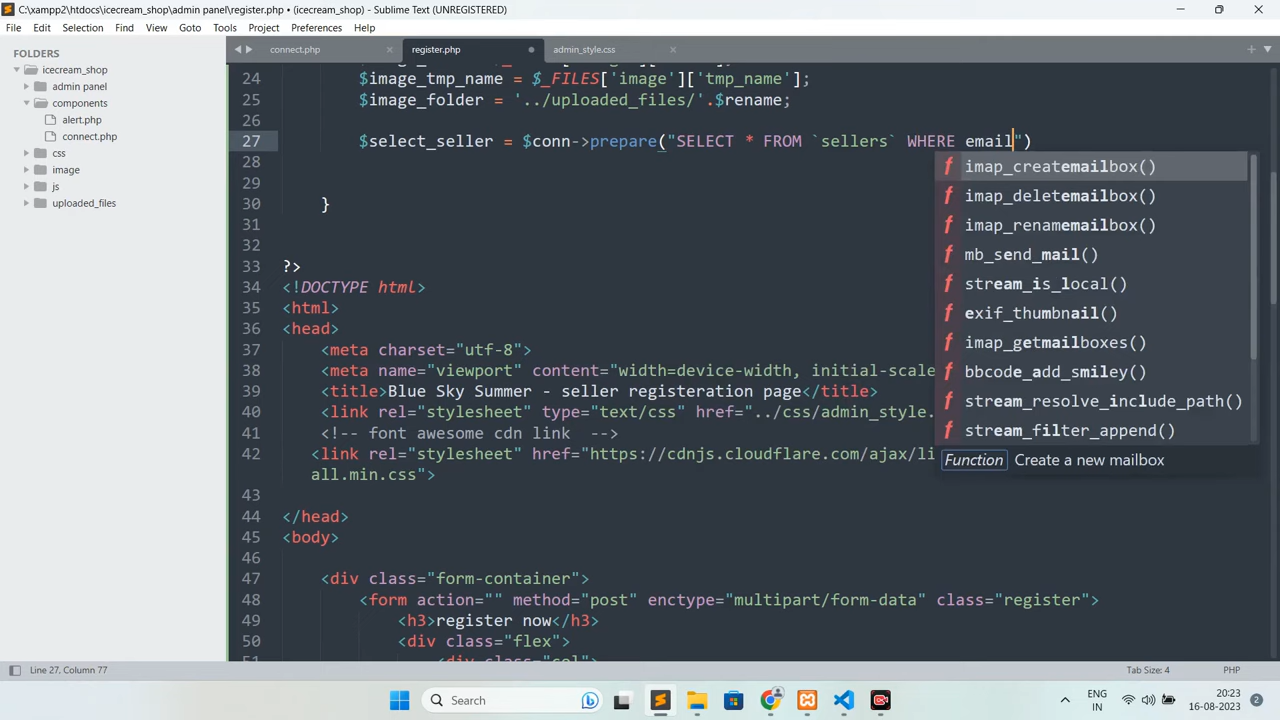 C:\xampp2\htdocs\icecream_shop\admin panel\register.php • (icecream_shop) - Sublime Text (UNREGISTERED)
File Edit Selection Find View Goto Tools Project Preferences Help
FOLDERS
icecream_shop
admin panel
components
alert.php
connect.php
css
image
js
uploaded_files
connect.php × register.php admin_style.css ×
24 $image_tmp_name = $_FILES['image']['tmp_name'];
25 $image_folder = '../uploaded_files/'.$rename;
26
27 $select_seller = $conn->prepare("SELECT * FROM `sellers` WHERE email")
28
29
30 }
31
32
33 ?>
34 <!DOCTYPE html>
35 <html>
36 <head>
37 <meta charset="utf-8">
38 <meta name="viewport" content="width=device-width, initial-scale
39 <title>Blue Sky Summer - seller registeration page</title>
40 <link rel="stylesheet" type="text/css" href="../css/admin_style.
41 <!-- font awesome cdn link  -->
42 <link rel="stylesheet" href="https://cdnjs.cloudflare.com/ajax/li
all.min.css">
43
44 </head>
45 <body>
46
47 <div class="form-container">
48 <form action="" method="post" enctype="multipart/form-data" class="register">
49 <h3>register now</h3>
50 <div class="flex">
51 <div class="col">
f imap_createmailbox()
f imap_deletemailbox()
f imap_renamemailbox()
f mb_send_mail()
f stream_is_local()
f exif_thumbnail()
f imap_getmailboxes()
f bbcode_add_smiley()
f stream_resolve_include_path()
f stream_filter_append()
Function Create a new mailbox
Line 27, Column 77 Tab Size: 4 PHP
Search
ENG
IN
20:23
16-08-2023
2